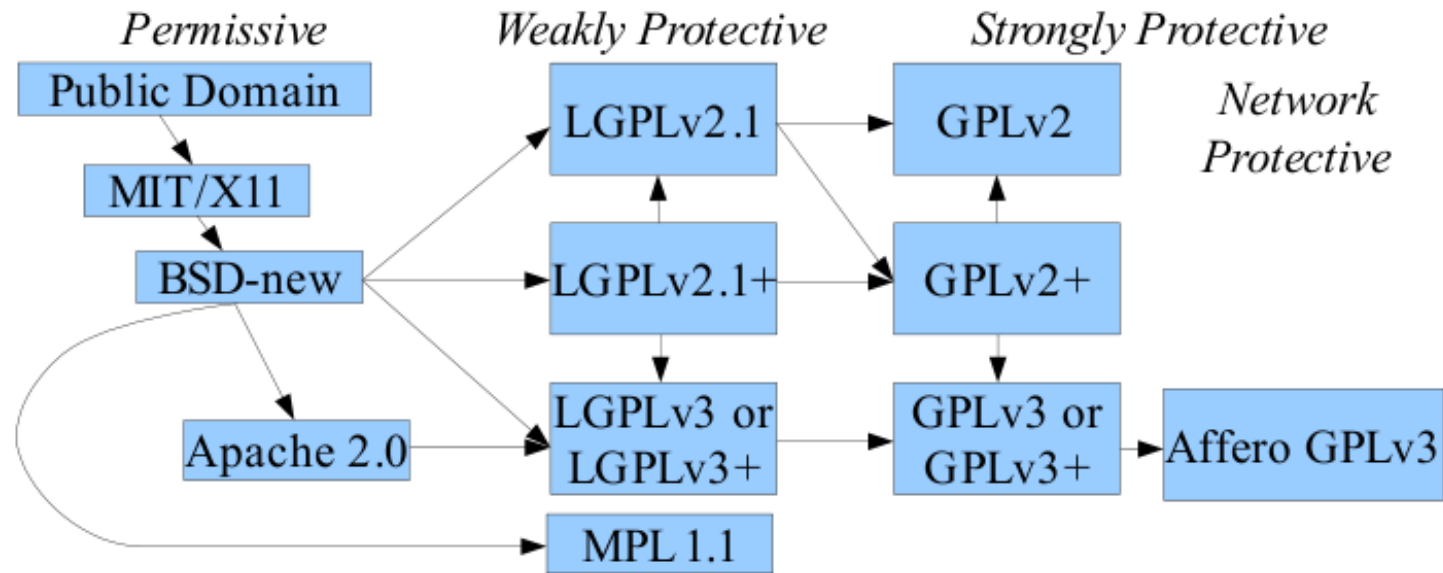 Permissive
Weakly Protective
Strongly Protective
Network
Protective
Public Domain
MIT/X11
BSD-new
Apache 2.0
LGPLv2.1
LGPLv2.1+
LGPLv3 or
LGPLv3+
MPL 1.1
GPLv2
GPLv2+
GPLv3 or
GPLv3+
Affero GPLv3